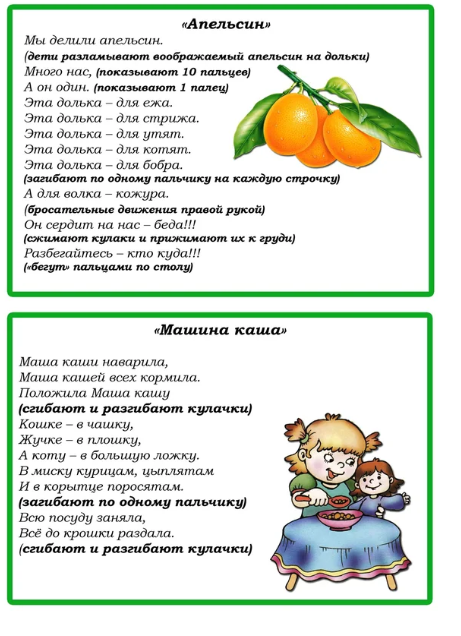 «Апельсин»
Мы делили апельсин.
(дети разламывают воображаемый апельсин на дольки)
Много нас, (показывают 10 пальцев)
А он один. (показывают 1 палец)
Эта долька – для ежа.
Эта долька – для стрижа.
Эта долька – для утят.
Эта долька – для котят.
Эта долька – для бобра.
(загибают по одному пальчику на каждую строчку)
А для волка – кожура.
(бросательные движения правой рукой)
Он сердит на нас – беда!!!
(сжимают кулаки и прижимают их к груди)
Разбегайтесь – кто куда!!!
(«бегут» пальцами по столу)
«Машина каша»
Маша каши наварила,
Маша кашей всех кормила.
Положила Маша кашу
(сгибают и разгибают кулачки)
Кошке – в чашку,
Жучке – в плошку,
А коту – в большую ложку.
В миску курицам, цыплятам
И в корытце поросятам.
(загибают по одному пальчику)
Всю посуду заняла,
Всё до крошки раздала.
(сгибают и разгибают кулачки)